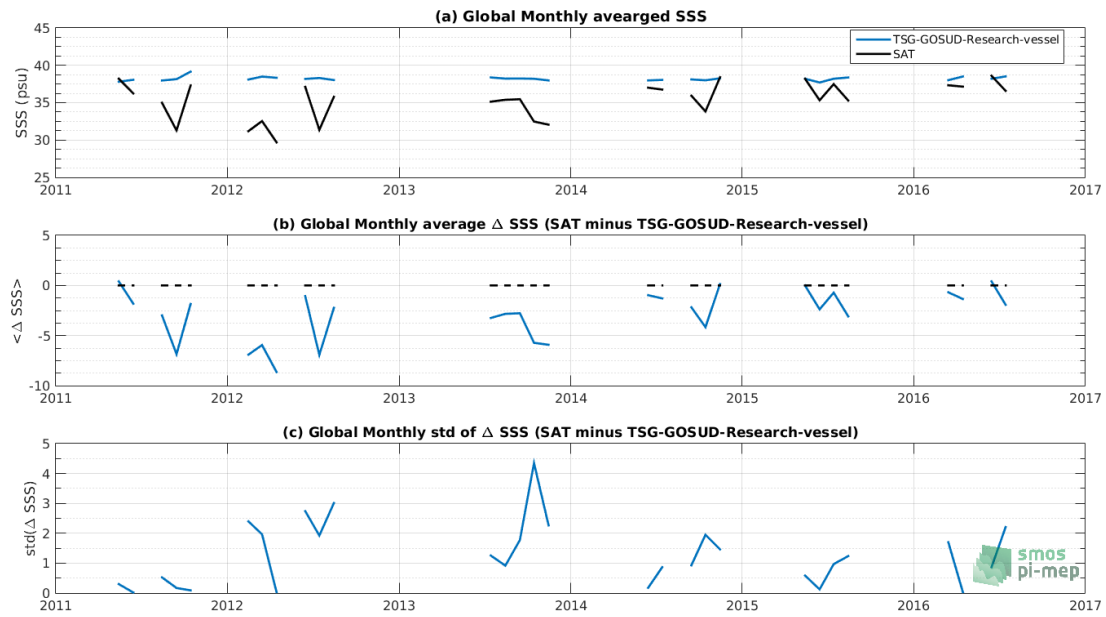 (a) Global Monthly avearged SSS
SSS (psu)
45
40
35
30
25
TSG-GOSUD-Research-vessel
SAT
2011 2012 2013 2014 2015 2016 2017
(b) Global Monthly average Δ SSS (SAT minus TSG-GOSUD-Research-vessel)
<Δ SSS>
5
0
-5
-10
2011 2012 2013 2014 2015 2016 2017
(c) Global Monthly std of Δ SSS (SAT minus TSG-GOSUD-Research-vessel)
std(Δ SSS)
5
4
3
2
1
0
smos
pi-mep
2011 2012 2013 2014 2015 2016 2017